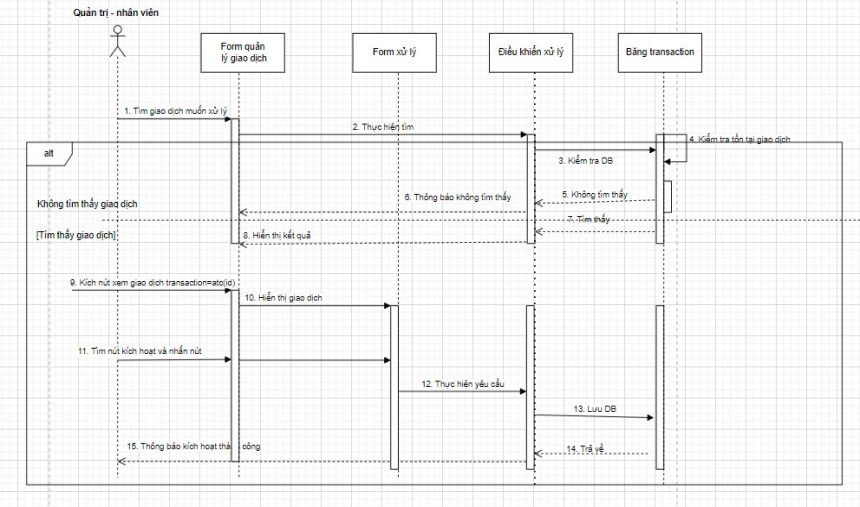 Quản trị - nhân viên
Form quản
lý giao dịch
Form xử lý
Điều khiển xử lý
Bảng transaction
1. Tìm giao dịch muốn xử lý
2. Thực hiện tìm
4. Kiểm tra tồn tại giao dịch
alt
3. Kiểm tra DB
Không tìm thấy giao dịch
6. Thông báo không tìm thấy
5. Không tìm thấy
7. Tìm thấy
[Tìm thấy giao dịch]
8. Hiển thị kết quả
9. Kích nút xem giao dịch transaction=atc(id)
10. Hiển thị giao dịch
11. Tìm nút kích hoạt và nhấn nút
12. Thực hiện yêu cầu
13. Lưu DB
15. Thông báo kích hoạt thành công
14. Trả về